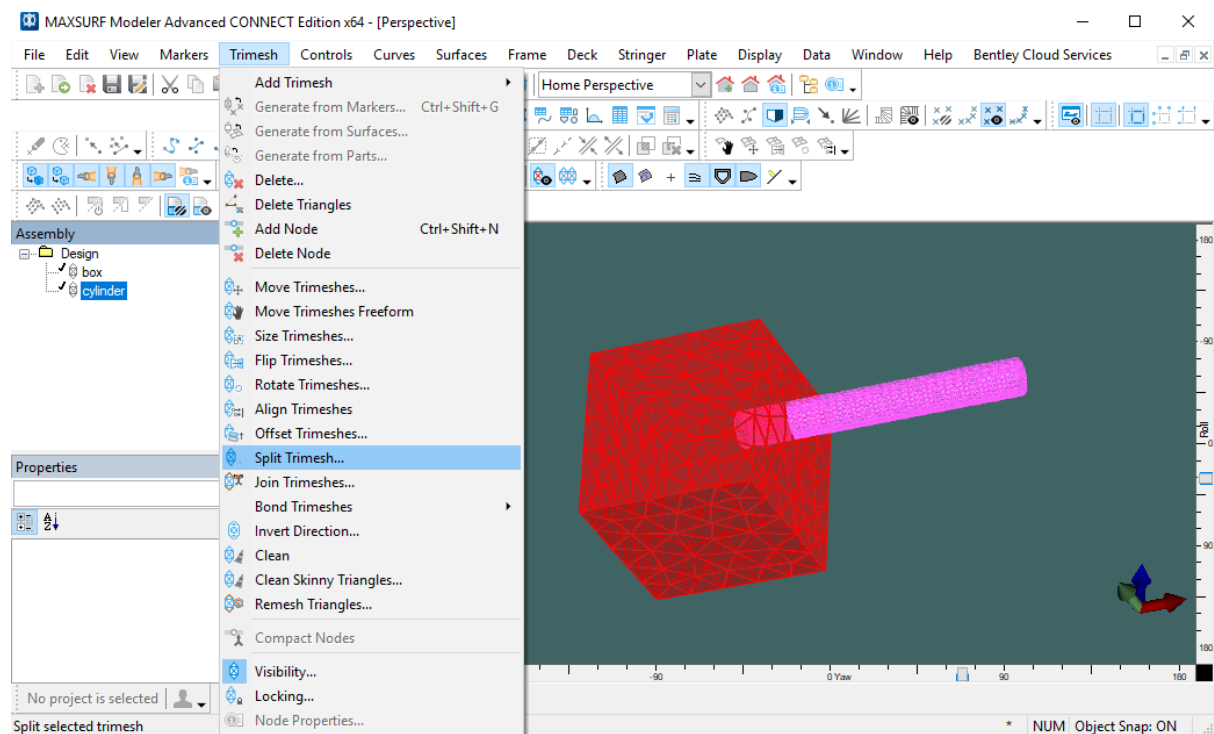 MAXSURF Modeler Advanced CONNECT Edition x64 - [Perspective]
File Edit View Markers Trimesh Controls Curves Surfaces Frame Deck Stringer Plate Display Data Window Help Bentley Cloud Services
Home Perspective
Add Trimesh
Generate from Markers... Ctrl+Shift+G
Generate from Surfaces...
Generate from Parts...
Delete...
Delete Triangles
Add Node Ctrl+Shift+N
Delete Node
Move Trimeshes...
Move Trimeshes Freeform
Size Trimeshes...
Flip Trimeshes...
Rotate Trimeshes...
Align Trimeshes
Offset Trimeshes...
Split Trimesh...
Join Trimeshes...
Bond Trimeshes
Invert Direction...
Clean
Clean Skinny Triangles...
Remesh Triangles...
Compact Nodes
Visibility...
Locking...
Node Properties...
Assembly
Design
box
cylinder
Properties
180
90
Roll
0
-90
180
-90
0 Yaw
90
180
No project is selected
Split selected trimesh
* NUM Object Snap: ON